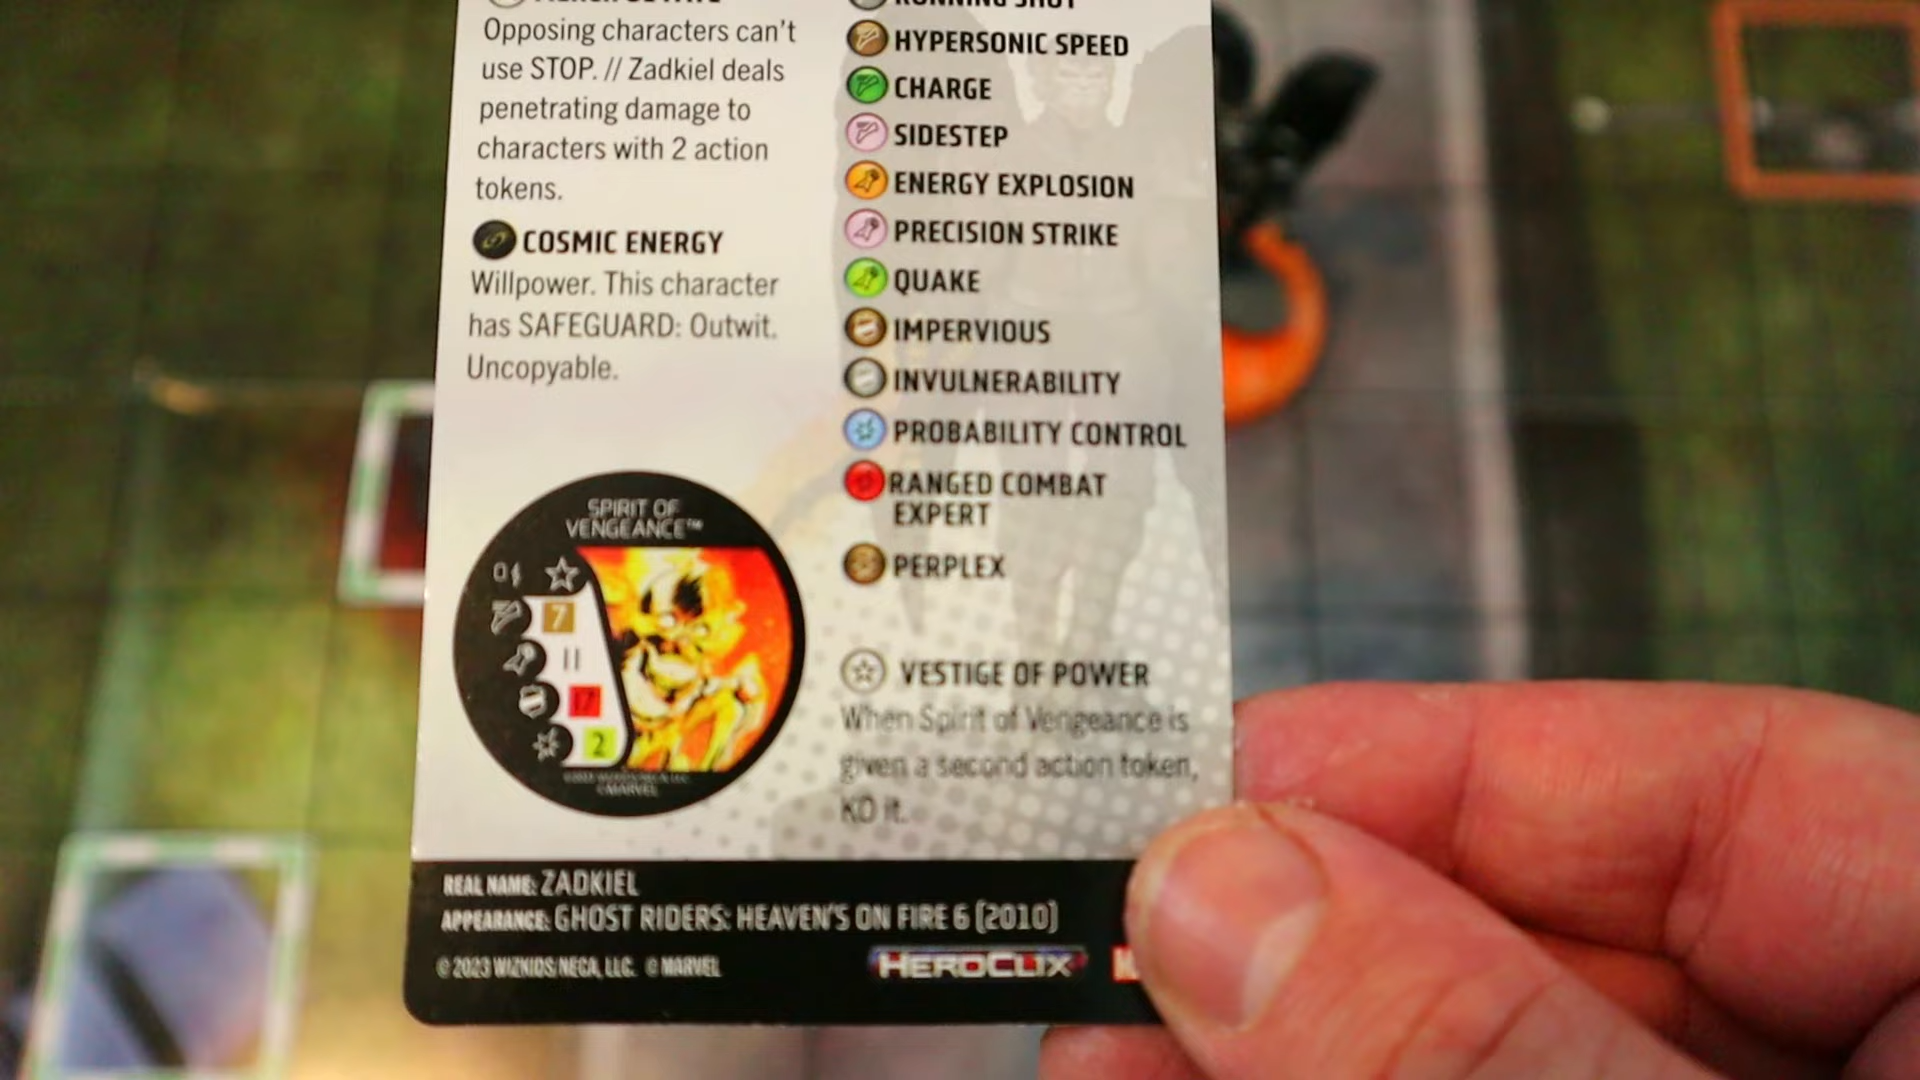 Opposing characters can't
use STOP. // Zadkiel deals
penetrating damage to
characters with 2 action
tokens.
COSMIC ENERGY
Willpower. This character
has SAFEGUARD: Outwit.
Uncopyable.
SPIRIT OF
VENGEANCE™
0
7
11
17
2
©MARVEL
RUNNING SHOT
HYPERSONIC SPEED
CHARGE
SIDESTEP
ENERGY EXPLOSION
PRECISION STRIKE
QUAKE
IMPERVIOUS
INVULNERABILITY
PROBABILITY CONTROL
RANGED COMBAT
EXPERT
PERPLEX
VESTIGE OF POWER
When Spirit of Vengeance is
given a second action token,
KO it.
REAL NAME: ZADKIEL
APPEARANCE: GHOST RIDERS: HEAVEN'S ON FIRE 6 (2010)
© 2023 WIZKIDS/NECA, LLC. © MARVEL
HEROCLIX